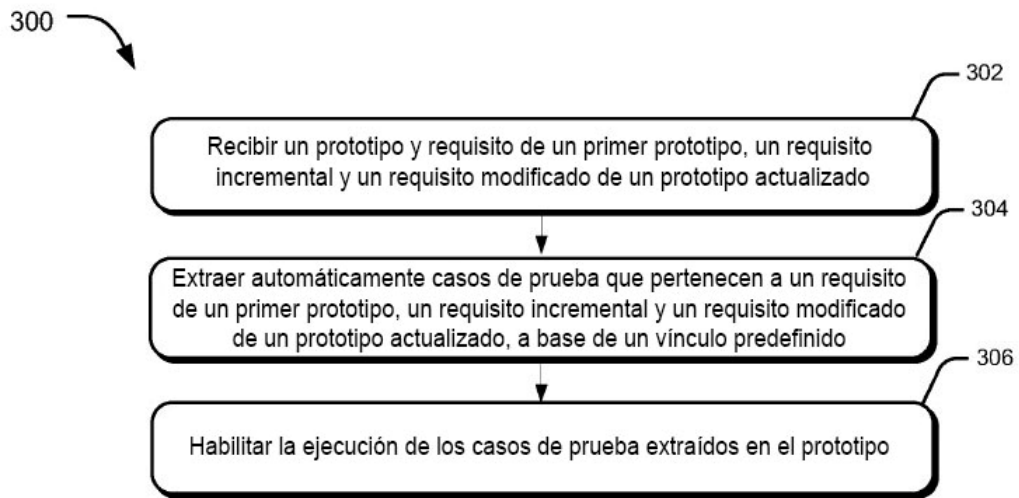 300
302
Recibir un prototipo y requisito de un primer prototipo, un requisito
incremental y un requisito modificado de un prototipo actualizado
304
Extraer automáticamente casos de prueba que pertenecen a un requisito
de un primer prototipo, un requisito incremental y un requisito modificado
de un prototipo actualizado, a base de un vínculo predefinido
306
Habilitar la ejecución de los casos de prueba extraídos en el prototipo